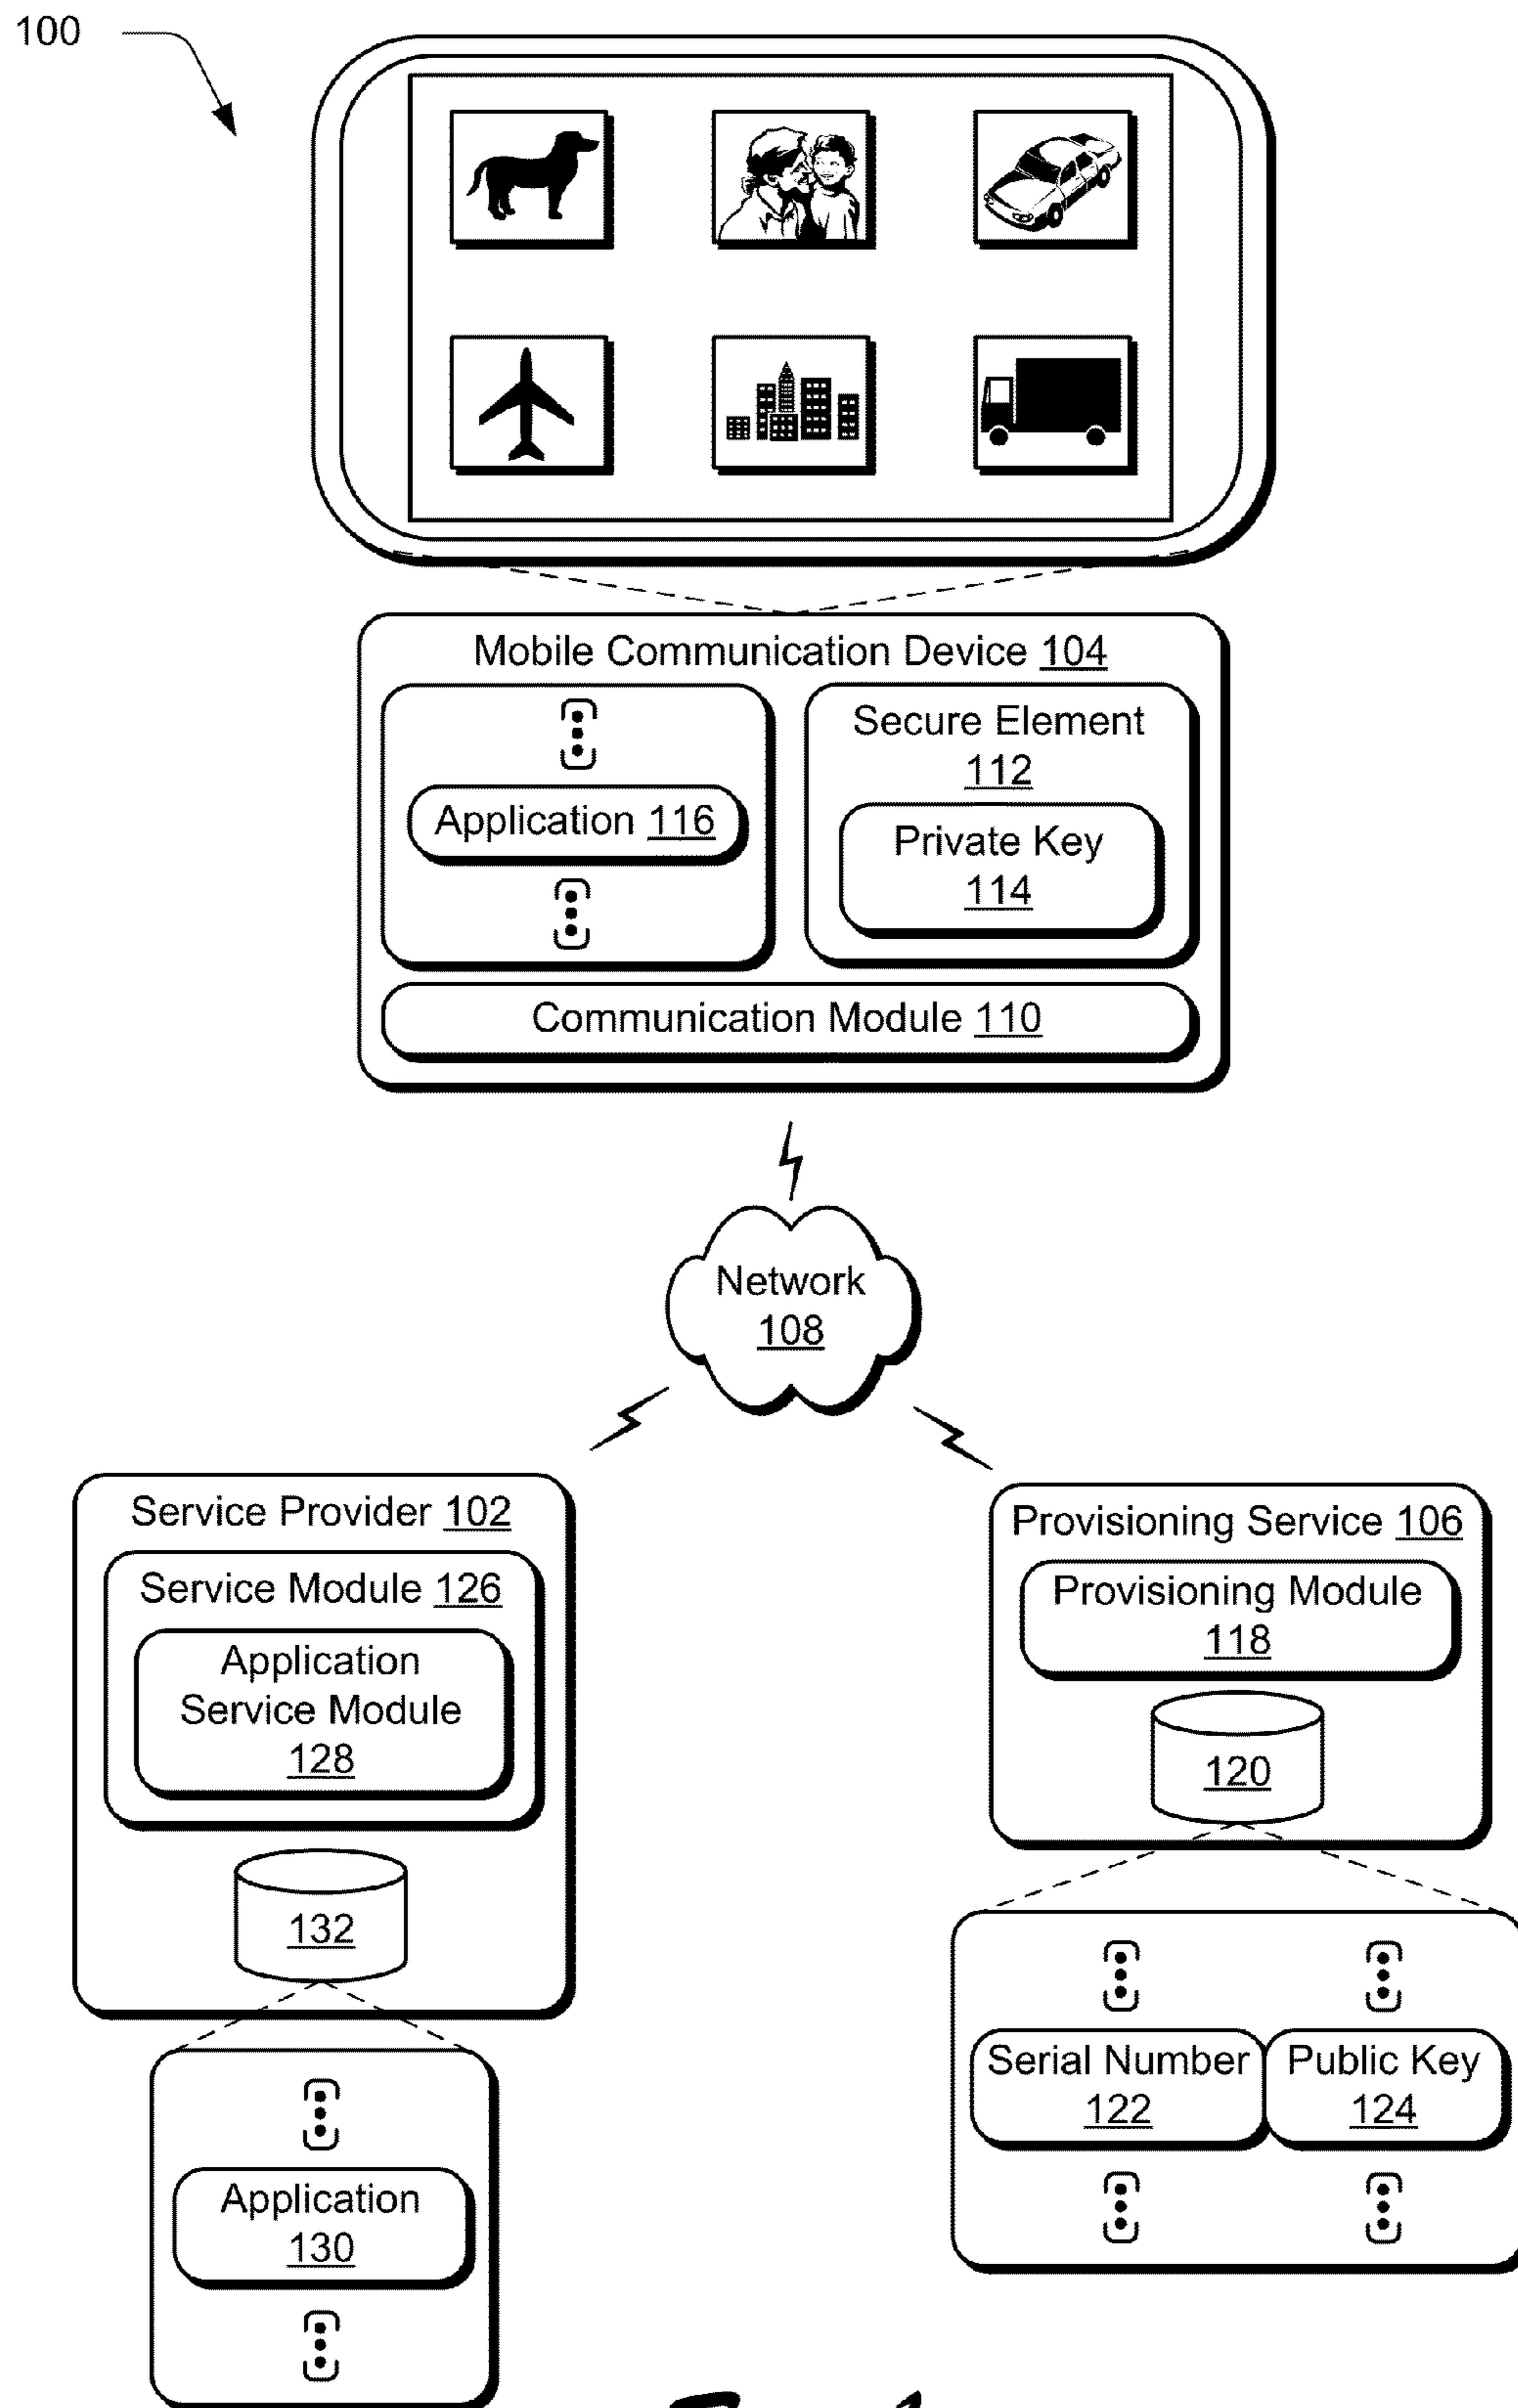 100
Mobile Communication Device 104
Application 116
Secure Element
112
Private Key
114
Communication Module 110
Network
108
Service Provider 102
Service Module 126
Application
Service Module
128
132
Application
130
Provisioning Service 106
Provisioning Module
118
120
Serial Number
122
Public Key
124